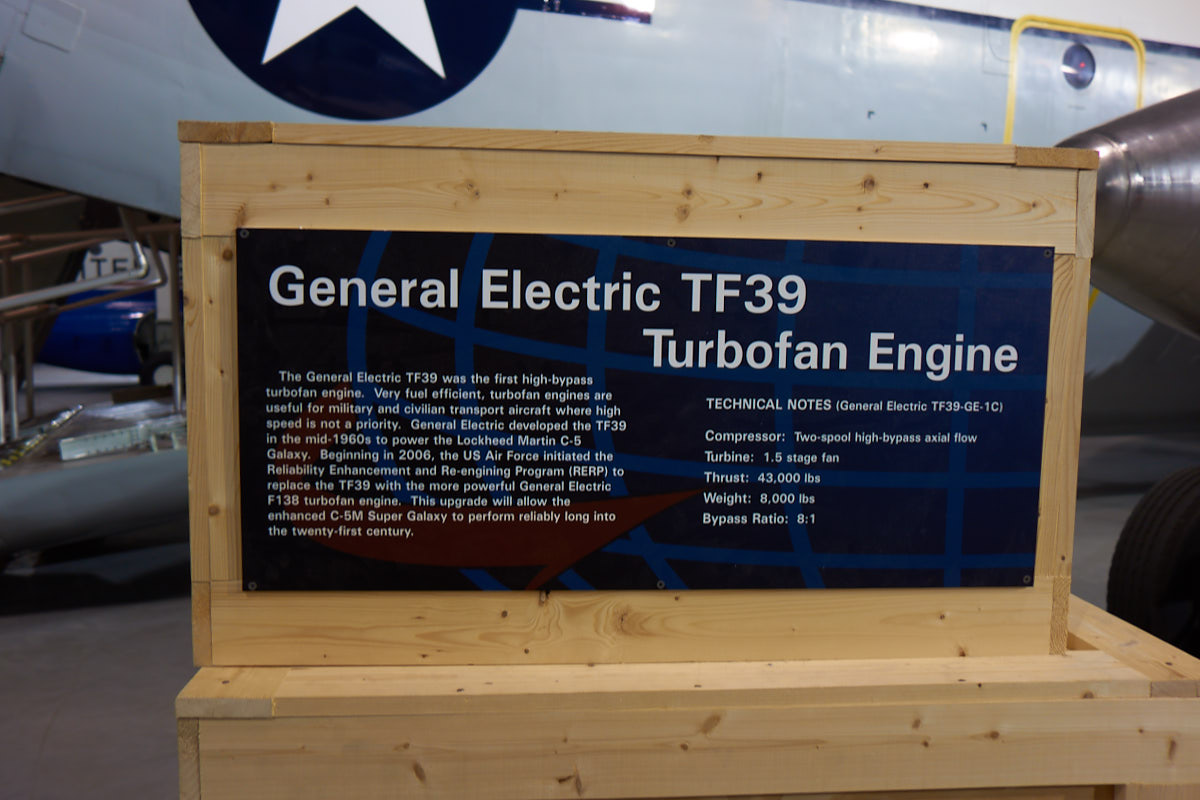 General Electric TF39
Turbofan Engine
The General Electric TF39 was the first high-bypass
turbofan engine. Very fuel efficient, turbofan engines are
useful for military and civilian transport aircraft where high
speed is not a priority. General Electric developed the TF39
in the mid-1960s to power the Lockheed Martin C-5
Galaxy. Beginning in 2006, the US Air Force initiated the
Reliability Enhancement and Re-engining Program (RERP) to
replace the TF39 with the more powerful General Electric
F138 turbofan engine. This upgrade will allow the
enhanced C-5M Super Galaxy to perform reliably long into
the twenty-first century.
TECHNICAL NOTES (General Electric TF39-GE-1C)
Compressor: Two-spool high-bypass axial flow
Turbine: 1.5 stage fan
Thrust: 43,000 lbs
Weight: 8,000 lbs
Bypass Ratio: 8:1